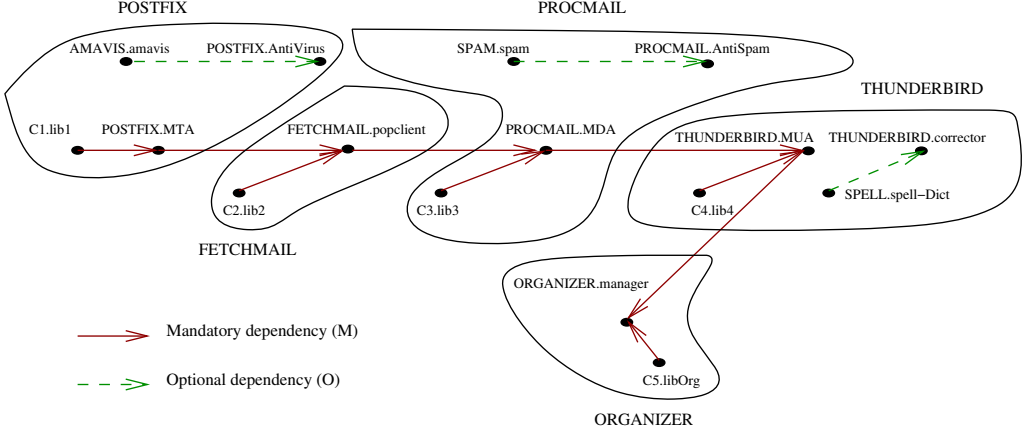 POSTFIX
PROCMAIL
AMAVIS.amavis
POSTFIX.AntiVirus
SPAM.spam
PROCMAIL.AntiSpam
THUNDERBIRD
C1.lib1
POSTFIX.MTA
FETCHMAIL.popclient
PROCMAIL.MDA
THUNDERBIRD.MUA
THUNDERBIRD.corrector
C2.lib2
C3.lib3
C4.lib4
SPELL.spell−Dict
FETCHMAIL
ORGANIZER.manager
Mandatory dependency (M)
Optional dependency (O)
C5.libOrg
ORGANIZER